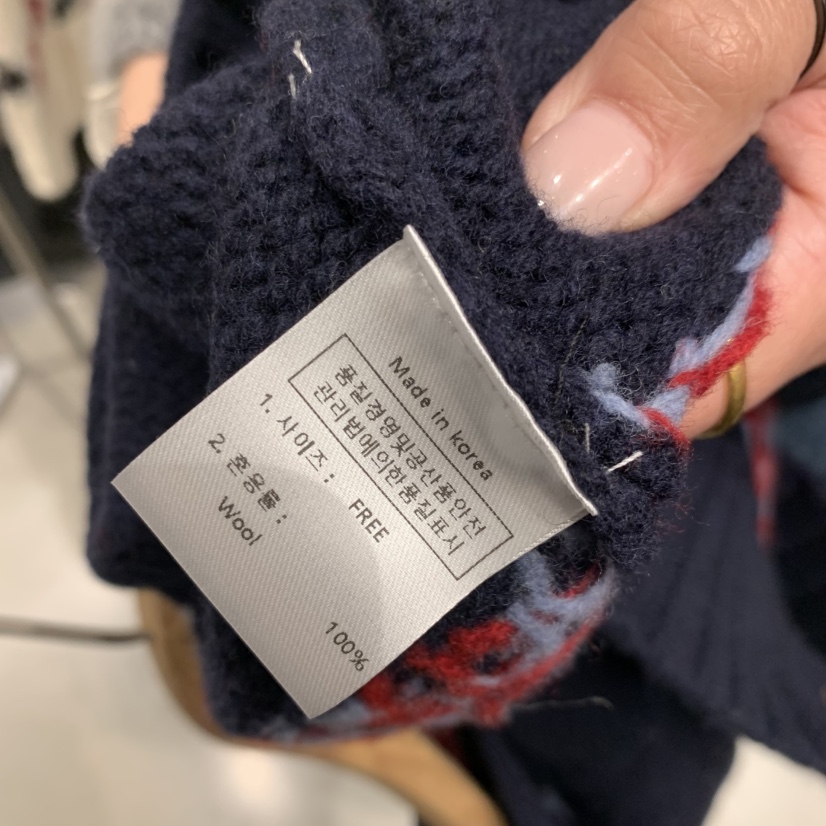 Made in korea
품질경영및공산품안전
관리법에의한품질표시
1. 사이즈 : FREE
2. 혼용률 :
Wool 100%